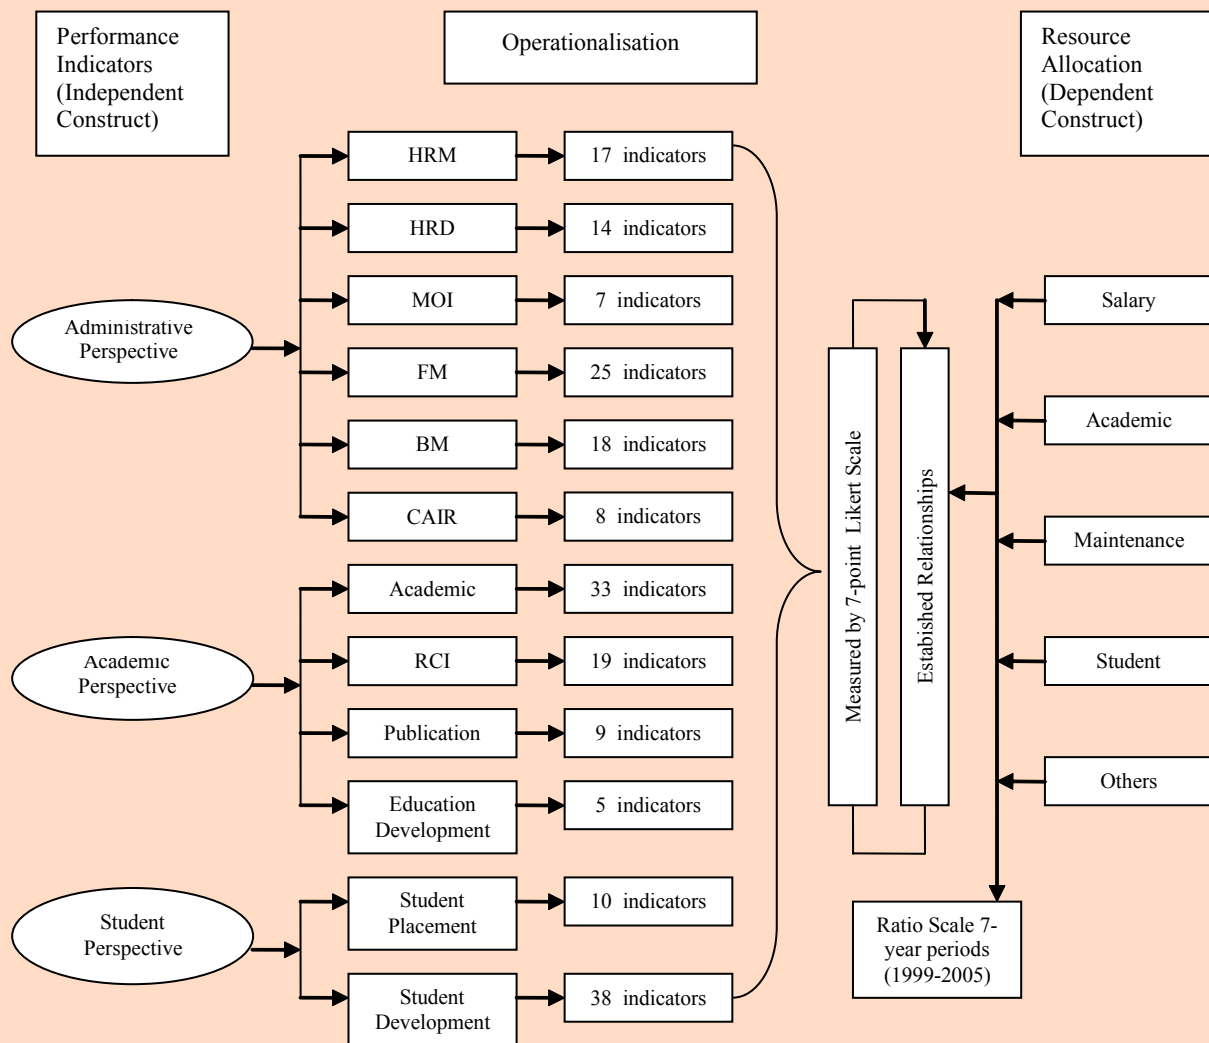 Performance
Indicators
(Independent
Construct)
Operationalisation
Resource
Allocation
(Dependent
Construct)
HRM
17 indicators
HRD
14 indicators
MOI
7 indicators
Administrative
Perspective
FM
25 indicators
BM
18 indicators
CAIR
8 indicators
Academic
Perspective
Academic
33 indicators
RCI
19 indicators
Publication
9 indicators
Education
Development
5 indicators
Student
Perspective
Student
Placement
10 indicators
Student
Development
38 indicators
Measured by 7-point Likert Scale
Estabished Relationships
Salary
Academic
Maintenance
Student
Others
Ratio Scale 7-
year periods
(1999-2005)